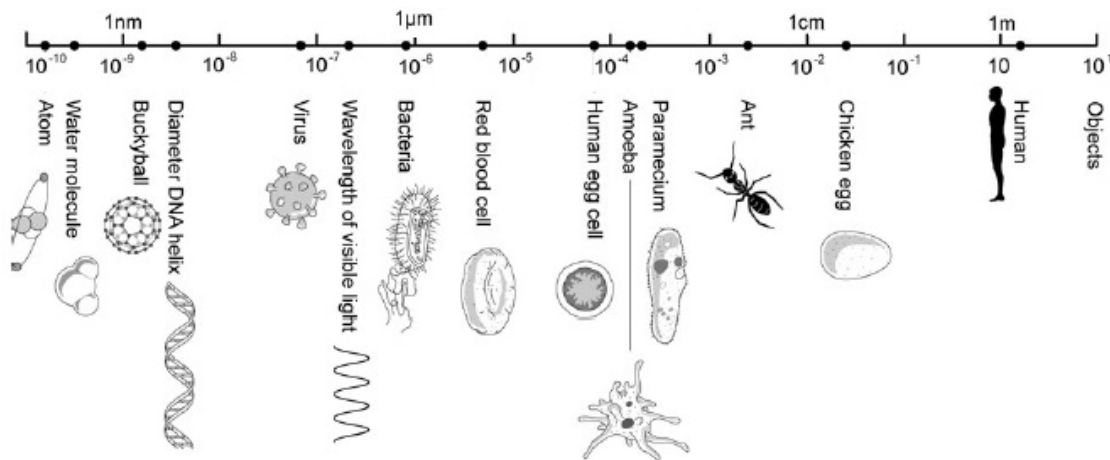 1nm 1μm 1cm 1m
10⁻¹⁰ 10⁻⁹ 10⁻⁸ 10⁻⁷ 10⁻⁶ 10⁻⁵ 10⁻⁴ 10⁻³ 10⁻² 10⁻¹ 10 10¹
Atom
Water molecule
Buckyball
Diameter DNA helix
Virus
Wavelength of visible light
Bacteria
Red blood cell
Human egg cell
Amoeba
Paramecium
Ant
Chicken egg
Human
Objects